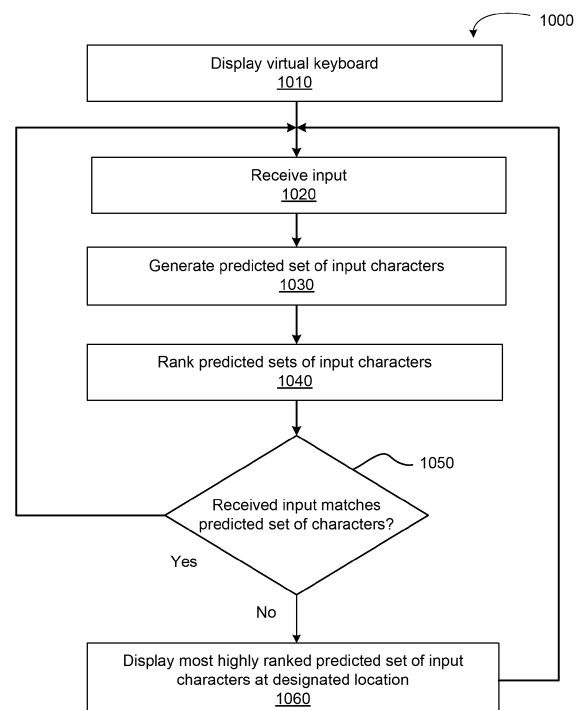 1000
Display virtual keyboard
1010
Receive input
1020
Generate predicted set of input characters
1030
Rank predicted sets of input characters
1040
1050
Received input matches
predicted set of characters?
Yes
No
Display most highly ranked predicted set of input
characters at designated location
1060